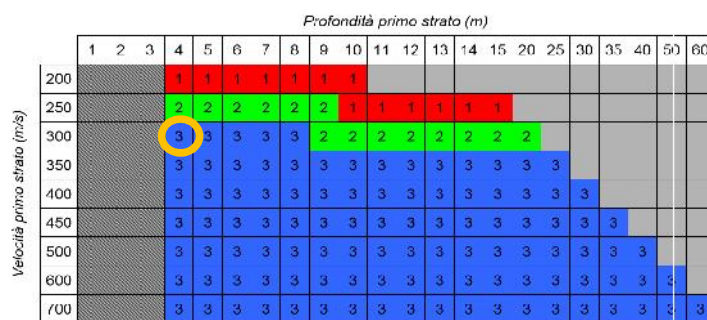 Profondità primo strato (m)
1 2 3 4 5 6 7 8 9 10 11 12 13 14 15 20 25 30 35 40 50 60
Velocità primo strato (m/s)
200 1 1 1 1 1 1 1
250 2 2 2 2 2 2 1 1 1 1 1 1
300 3 3 3 3 3 2 2 2 2 2 2 2 2
350 3 3 3 3 3 3 3 3 3 3 3 3 3 3
400 3 3 3 3 3 3 3 3 3 3 3 3 3 3 3
450 3 3 3 3 3 3 3 3 3 3 3 3 3 3 3 3
500 3 3 3 3 3 3 3 3 3 3 3 3 3 3 3 3 3
600 3 3 3 3 3 3 3 3 3 3 3 3 3 3 3 3 3 3
700 3 3 3 3 3 3 3 3 3 3 3 3 3 3 3 3 3 3 3